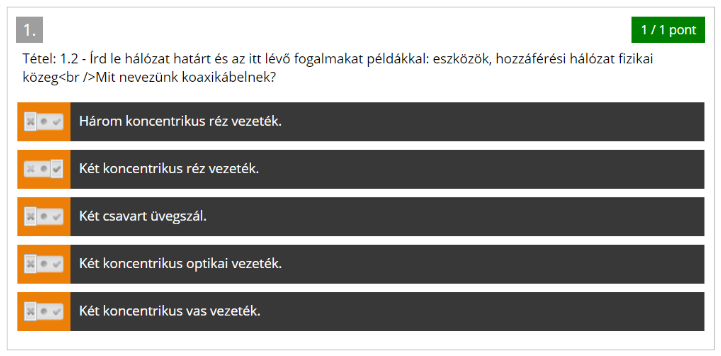 1.
1 / 1 pont
Tétel: 1.2 - Írd le hálózat határt és az itt lévő fogalmakat példákkal: eszközök, hozzáférési hálózat fizikai
közeg<br />Mit nevezünk koaxikábelnek?
Három koncentrikus réz vezeték.
Két koncentrikus réz vezeték.
Két csavart üvegszál.
Két koncentrikus optikai vezeték.
Két koncentrikus vas vezeték.